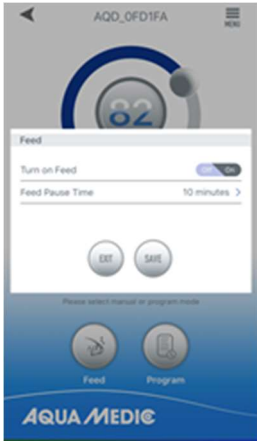 AQD_0FD1FA
MENU
82
Feed
Turn on Feed
Off On
Feed Pause Time
10 minutes >
EXIT
SAVE
Please select manual or program mode
Feed
Program
AQUA MEDIC